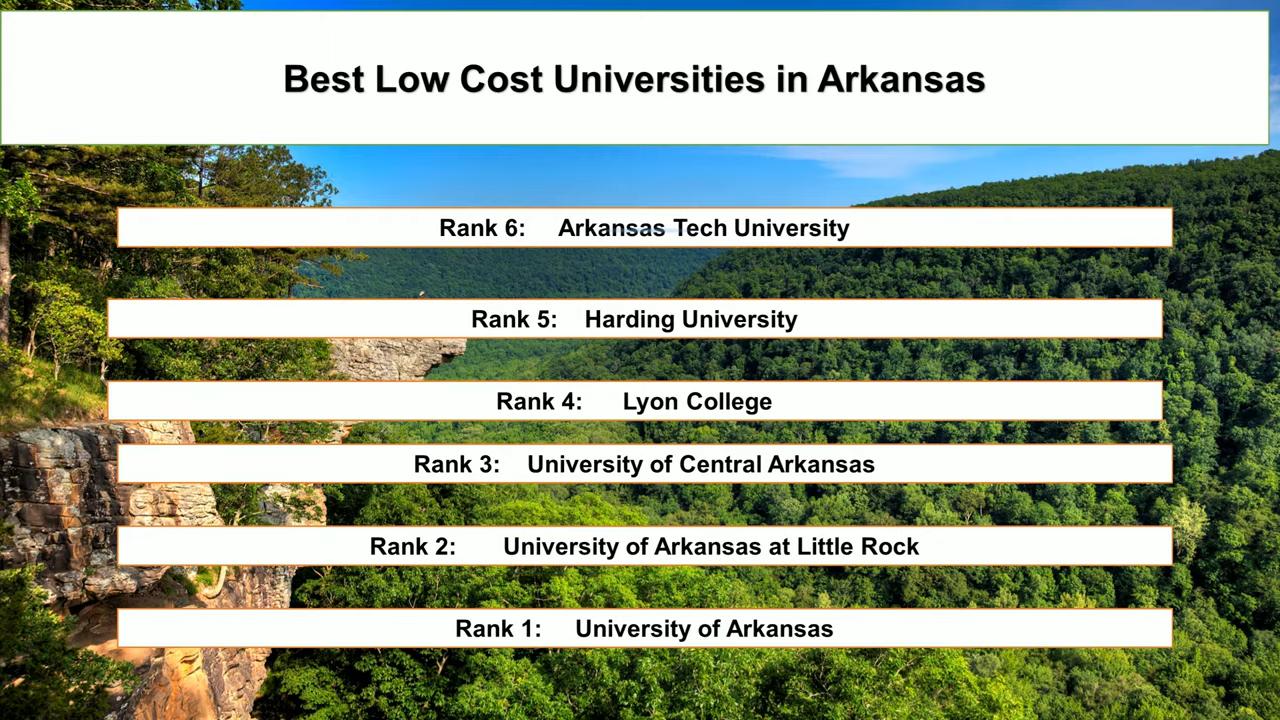 Best Low Cost Universities in Arkansas
Rank 6: Arkansas Tech University
Rank 5: Harding University
Rank 4: Lyon College
Rank 3: University of Central Arkansas
Rank 2: University of Arkansas at Little Rock
Rank 1: University of Arkansas